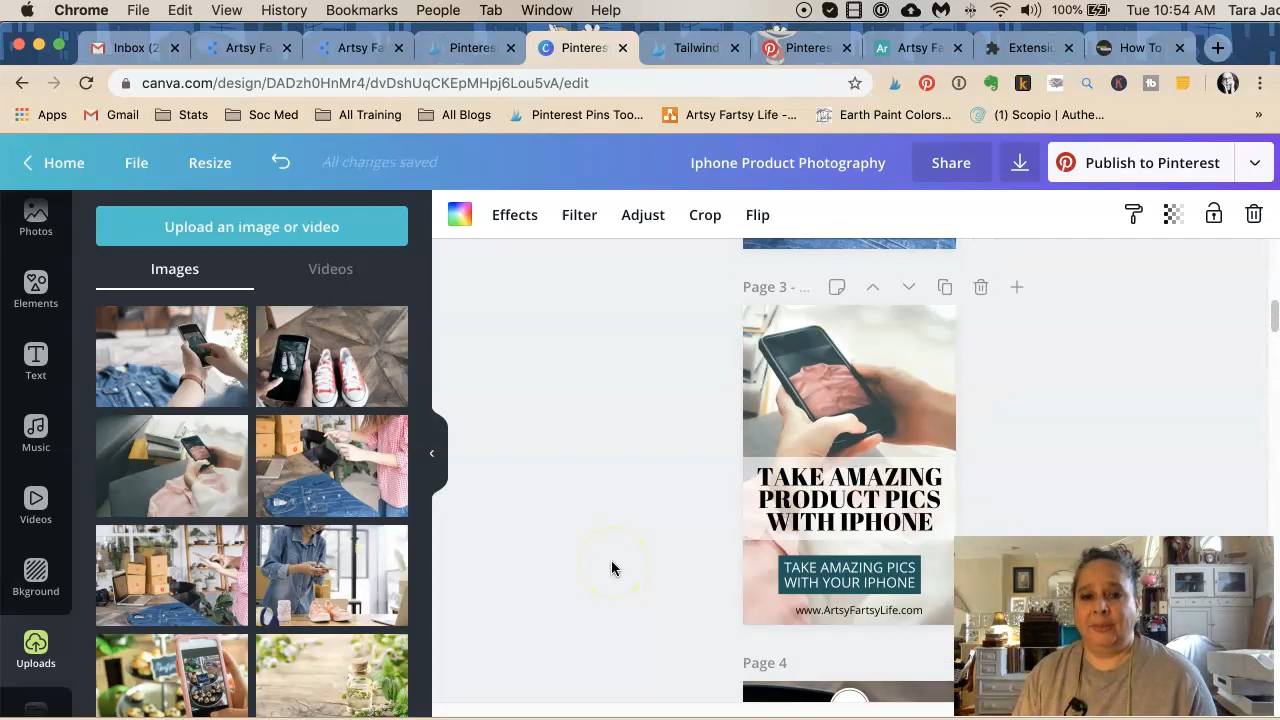 Chrome File Edit View History Bookmarks People Tab Window Help 100% Tue 10:54 AM Tara Jac
Inbox (2 Artsy Fa Artsy Fa Pinteres Pinteres Tailwind Pinteres Artsy Fa Extensio How To
canva.com/design/DADzh0HnMr4/dvDshUqCKEpMHpj6Lou5vA/edit
Apps Gmail Stats Soc Med All Training All Blogs Pinterest Pins Too... Artsy Fartsy Life -... Earth Paint Colors... (1) Scopio | Authe... »
Home File Resize All changes saved Iphone Product Photography Share Publish to Pinterest
Photos
Elements
Text
Music
Videos
Bkground
Uploads
Upload an image or video
Images Videos
Effects Filter Adjust Crop Flip
Page 3 - ...
TAKE AMAZING
PRODUCT PICS
WITH IPHONE
TAKE AMAZING PICS
WITH YOUR IPHONE
www.ArtsyFartsyLife.com
Page 4